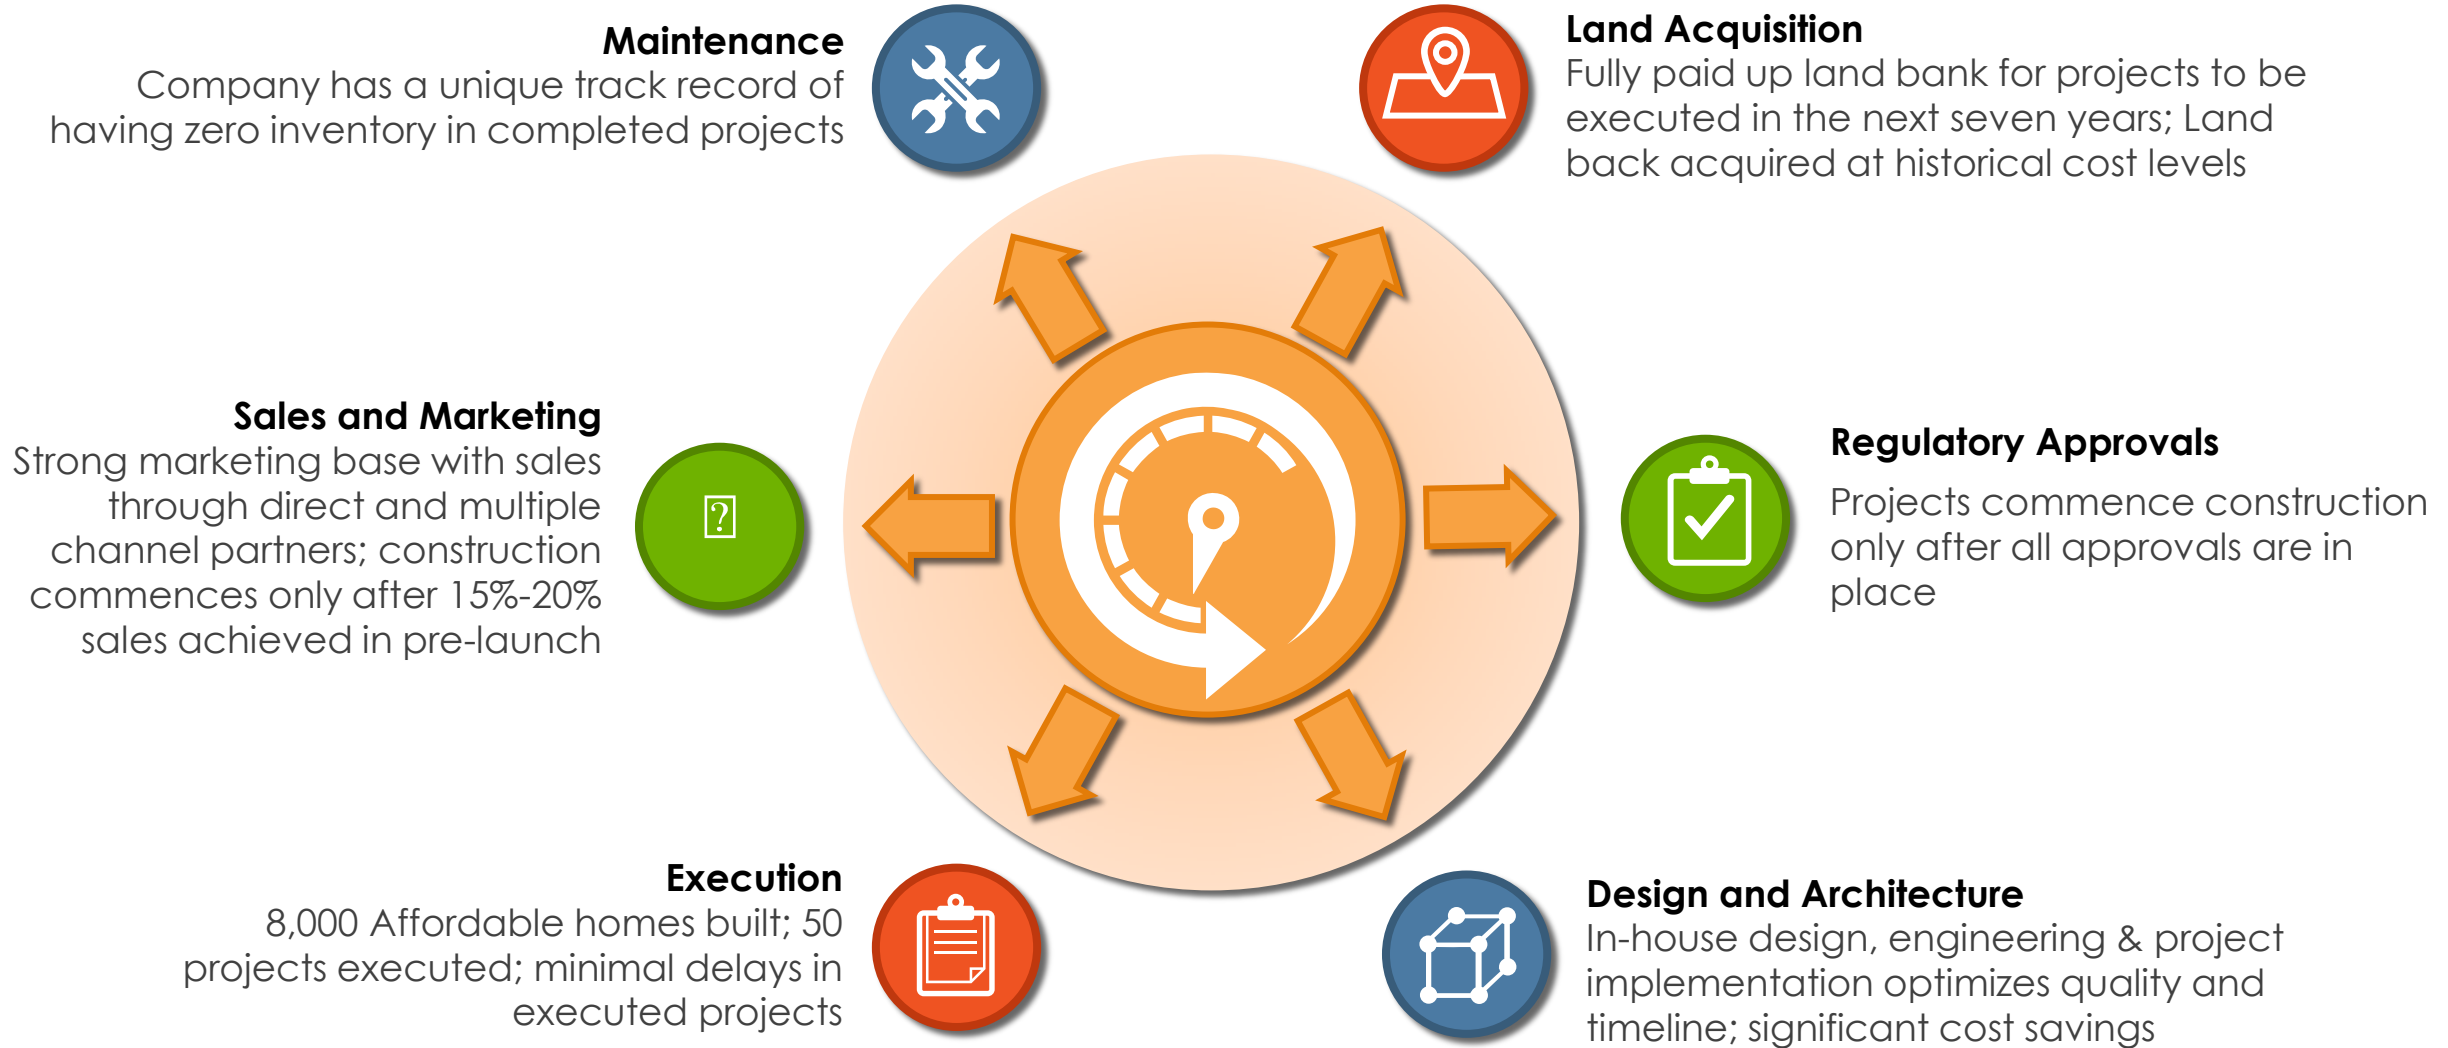 Maintenance
Company has a unique track record of
having zero inventory in completed projects
Land Acquisition
Fully paid up land bank for projects to be
executed in the next seven years; Land
back acquired at historical cost levels
Sales and Marketing
Strong marketing base with sales
through direct and multiple
channel partners; construction
commences only after 15%-20%
sales achieved in pre-launch
?
Regulatory Approvals
Projects commence construction
only after all approvals are in
place
Execution
8,000 Affordable homes built; 50
projects executed; minimal delays in
executed projects
Design and Architecture
In-house design, engineering & project
implementation optimizes quality and
timeline; significant cost savings